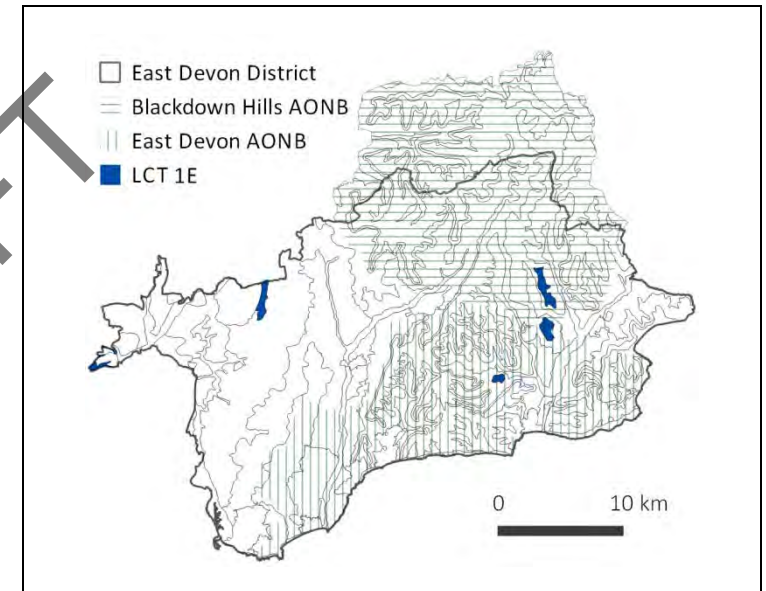 East Devon District
Blackdown Hills AONB
East Devon AONB
LCT 1E
0 10 km